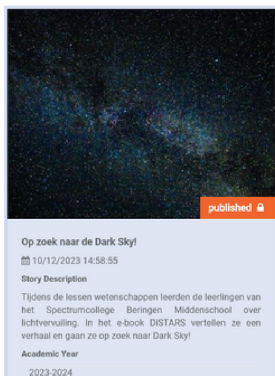 published
Op zoek naar de Dark Sky!
10/12/2023 14:58:55
Story Description
Tijdens de lessen wetenschappen leerden de leerlingen van
het Spectrumcollege Beringen Middenschool over
lichtvervuiling. In het e-book DISTARS vertellen ze een
verhaal en gaan ze op zoek naar Dark Sky!
Academic Year
2023-2024